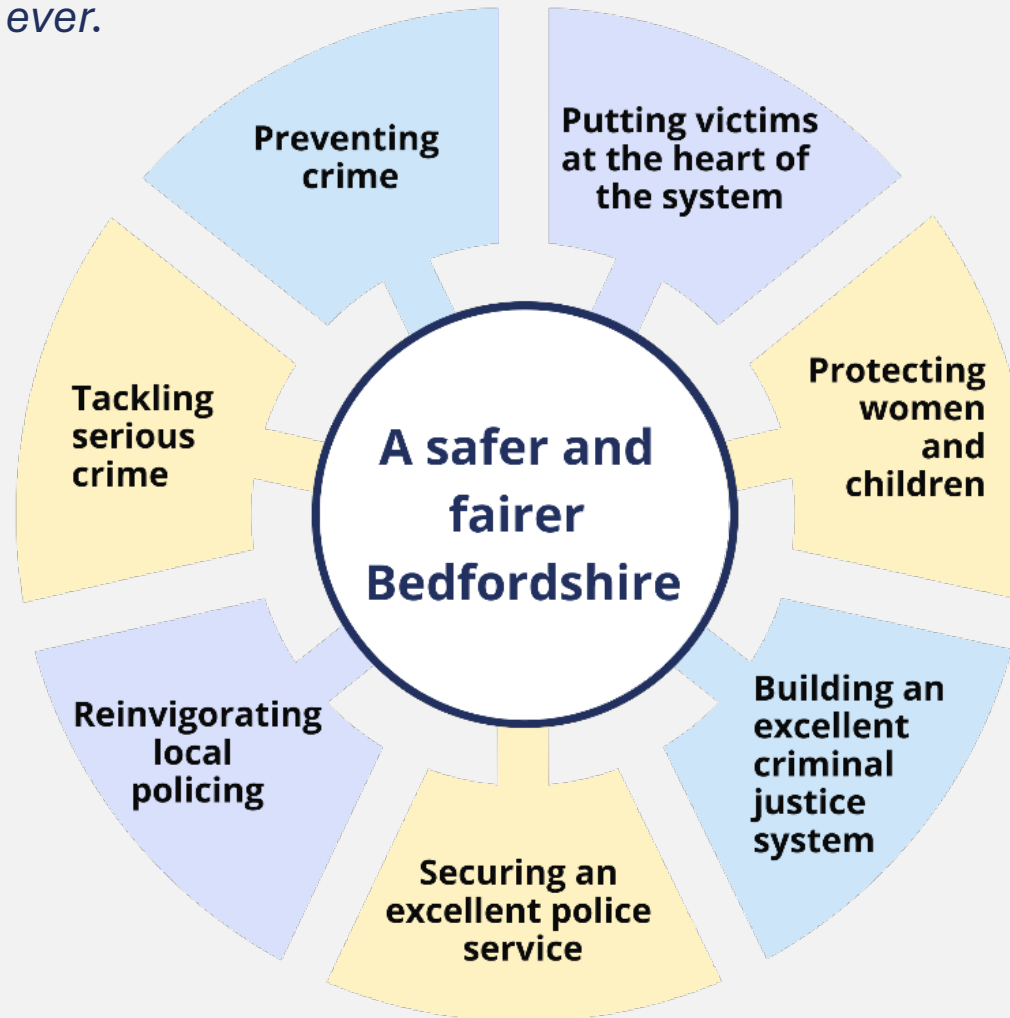 ever.
Preventing
crime
Putting victims
at the heart of
the system
Tackling
serious
crime
Protecting
women
and
children
A safer and
fairer
Bedfordshire
Reinvigorating
local
policing
Building an
excellent
criminal
justice
system
Securing an
excellent police
service